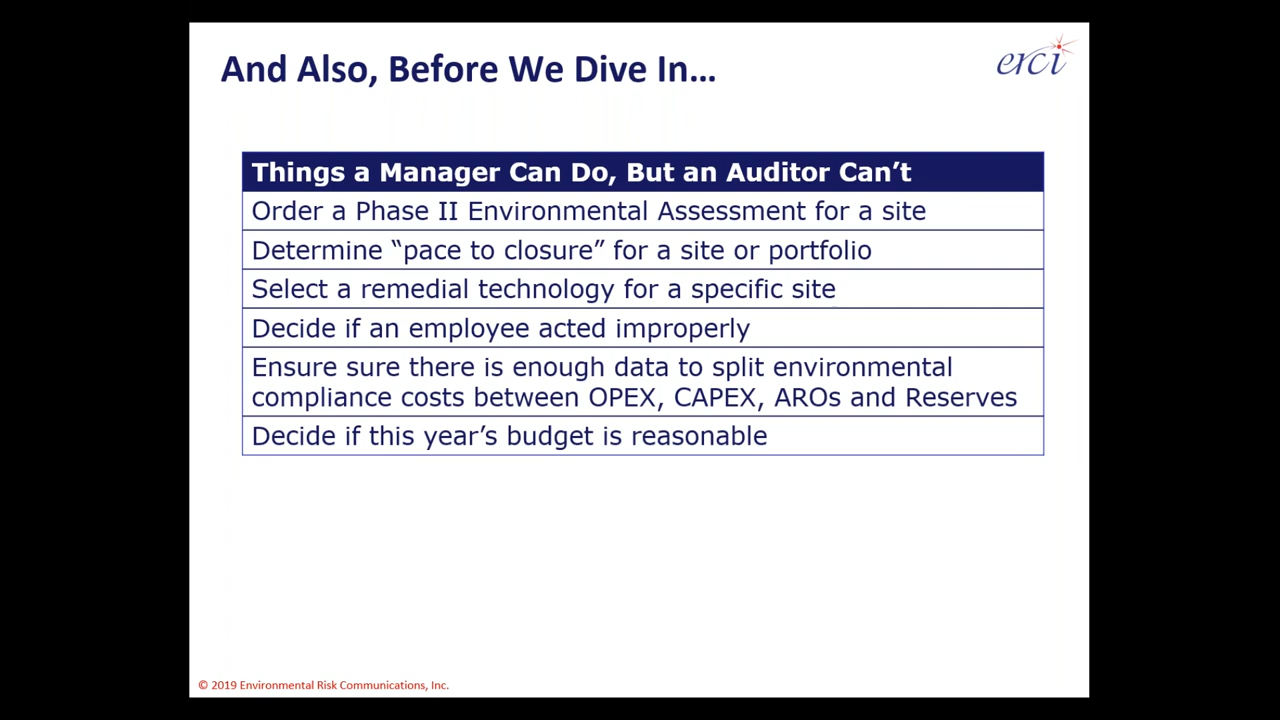 And Also, Before We Dive In…
erci
Things a Manager Can Do, But an Auditor Can’t
Order a Phase II Environmental Assessment for a site
Determine “pace to closure” for a site or portfolio
Select a remedial technology for a specific site
Decide if an employee acted improperly
Ensure sure there is enough data to split environmental
compliance costs between OPEX, CAPEX, AROs and Reserves
Decide if this year’s budget is reasonable
© 2019 Environmental Risk Communications, Inc.